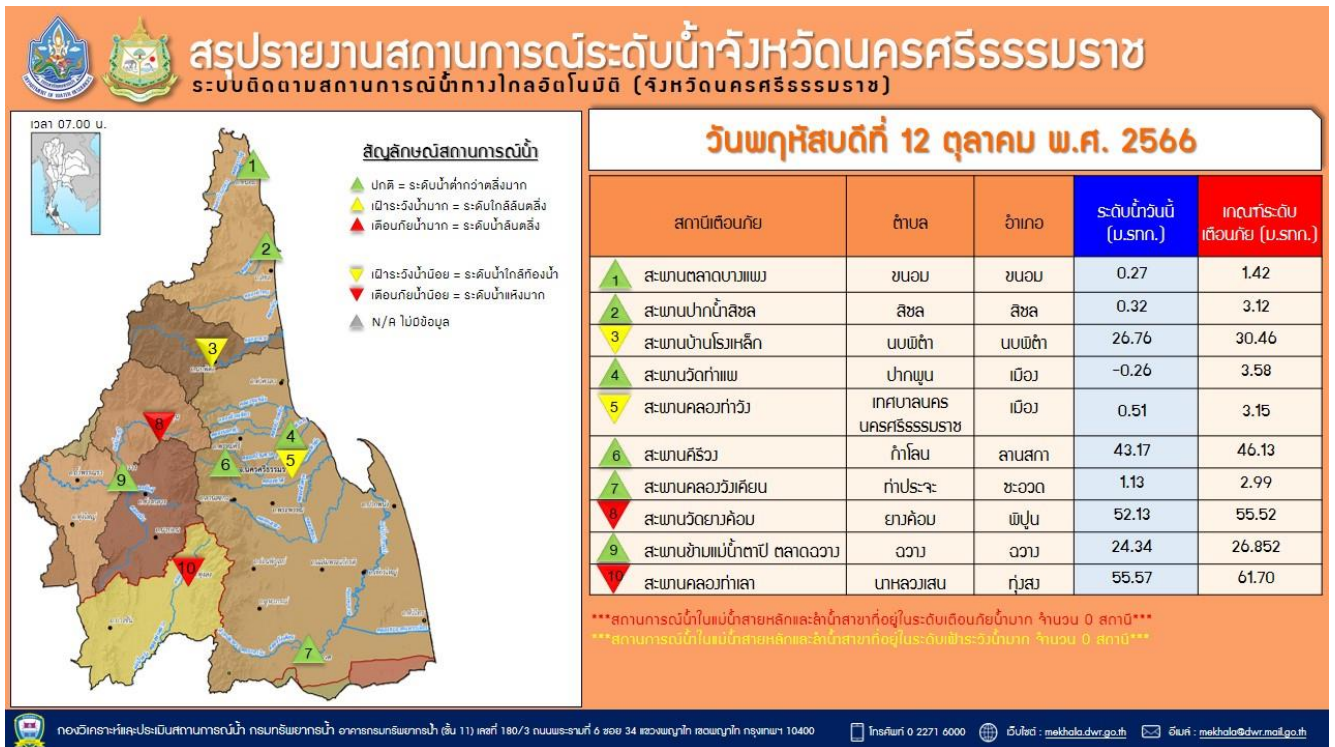 สรุปรายงานสถานการณ์ระดับน้ำจังหวัดนครศรีธรรมราช
ระบบติดตามสถานการณ์น้ำทางไกลอัตโนมัติ (จังหวัดนครศรีธรรมราช)
เวลา 07.00 น.
สัญลักษณ์สถานการณ์น้ำ
ปกติ = ระดับน้ำต่ำกว่าตลิ่งมาก
เฝ้าระวังน้ำมาก = ระดับใกล้ล้นตลิ่ง
เตือนภัยน้ำมาก = ระดับน้ำล้นตลิ่ง
เฝ้าระวังน้ำน้อย = ระดับน้ำใกล้ท้องน้ำ
เตือนภัยน้ำน้อย = ระดับน้ำแห้งมาก
N/A ไม่มีข้อมูล
1
2
3
8
4
5
6
9
10
7
วันพฤหัสบดีที่ 12 ตุลาคม พ.ศ. 2566
สถานีเตือนภัย ตำบล อำเภอ ระดับน้ำวันนี้ (ม.รทก.) เกณฑ์ระดับเตือนภัย (ม.รทก.)
1 สะพานตลาดบางแพง ขนอม ขนอม 0.27 1.42
2 สะพานปากน้ำสิชล สิชล สิชล 0.32 3.12
3 สะพานบ้านโรงเหล็ก นบพิตำ นบพิตำ 26.76 30.46
4 สะพานวัดท่าแพ ปากพูน เมือง -0.26 3.58
5 สะพานคลองท่าวัง เทศบาลนครนครศรีธรรมราช เมือง 0.51 3.15
6 สะพานคีรีวง กำโลน ลานสกา 43.17 46.13
7 สะพานคลองวังเคียน ท่าประจะ ชะอวด 1.13 2.99
8 สะพานวัดยางค้อม ยางค้อม พิปูน 52.13 55.52
9 สะพานข้ามแม่น้ำตาปี ตลาดฉวาง ฉวาง ฉวาง 24.34 26.852
10 สะพานคลองท่าเลา นาหลวงเสน ทุ่งสง 55.57 61.70
***สถานการณ์น้ำในแม่น้ำสายหลักและลำน้ำสาขาที่อยู่ในระดับเตือนภัยน้ำมาก จำนวน 0 สถานี***
***สถานการณ์น้ำในแม่น้ำสายหลักและลำน้ำสาขาที่อยู่ในระดับเฝ้าระวังน้ำมาก จำนวน 0 สถานี***
กองวิเคราะห์และประเมินสถานการณ์น้ำ กรมทรัพยากรน้ำ อาคารกรมทรัพยากรน้ำ (ชั้น 11) เลขที่ 180/3 ถนนพระรามที่ 6 ซอย 34 แขวงพญาไท เขตพญาไท กรุงเทพฯ 10400 โทรศัพท์ 0 2271 6000 เว็บไซต์ : mekhala.dwr.go.th อีเมล์ : mekhala@dwr.mail.go.th